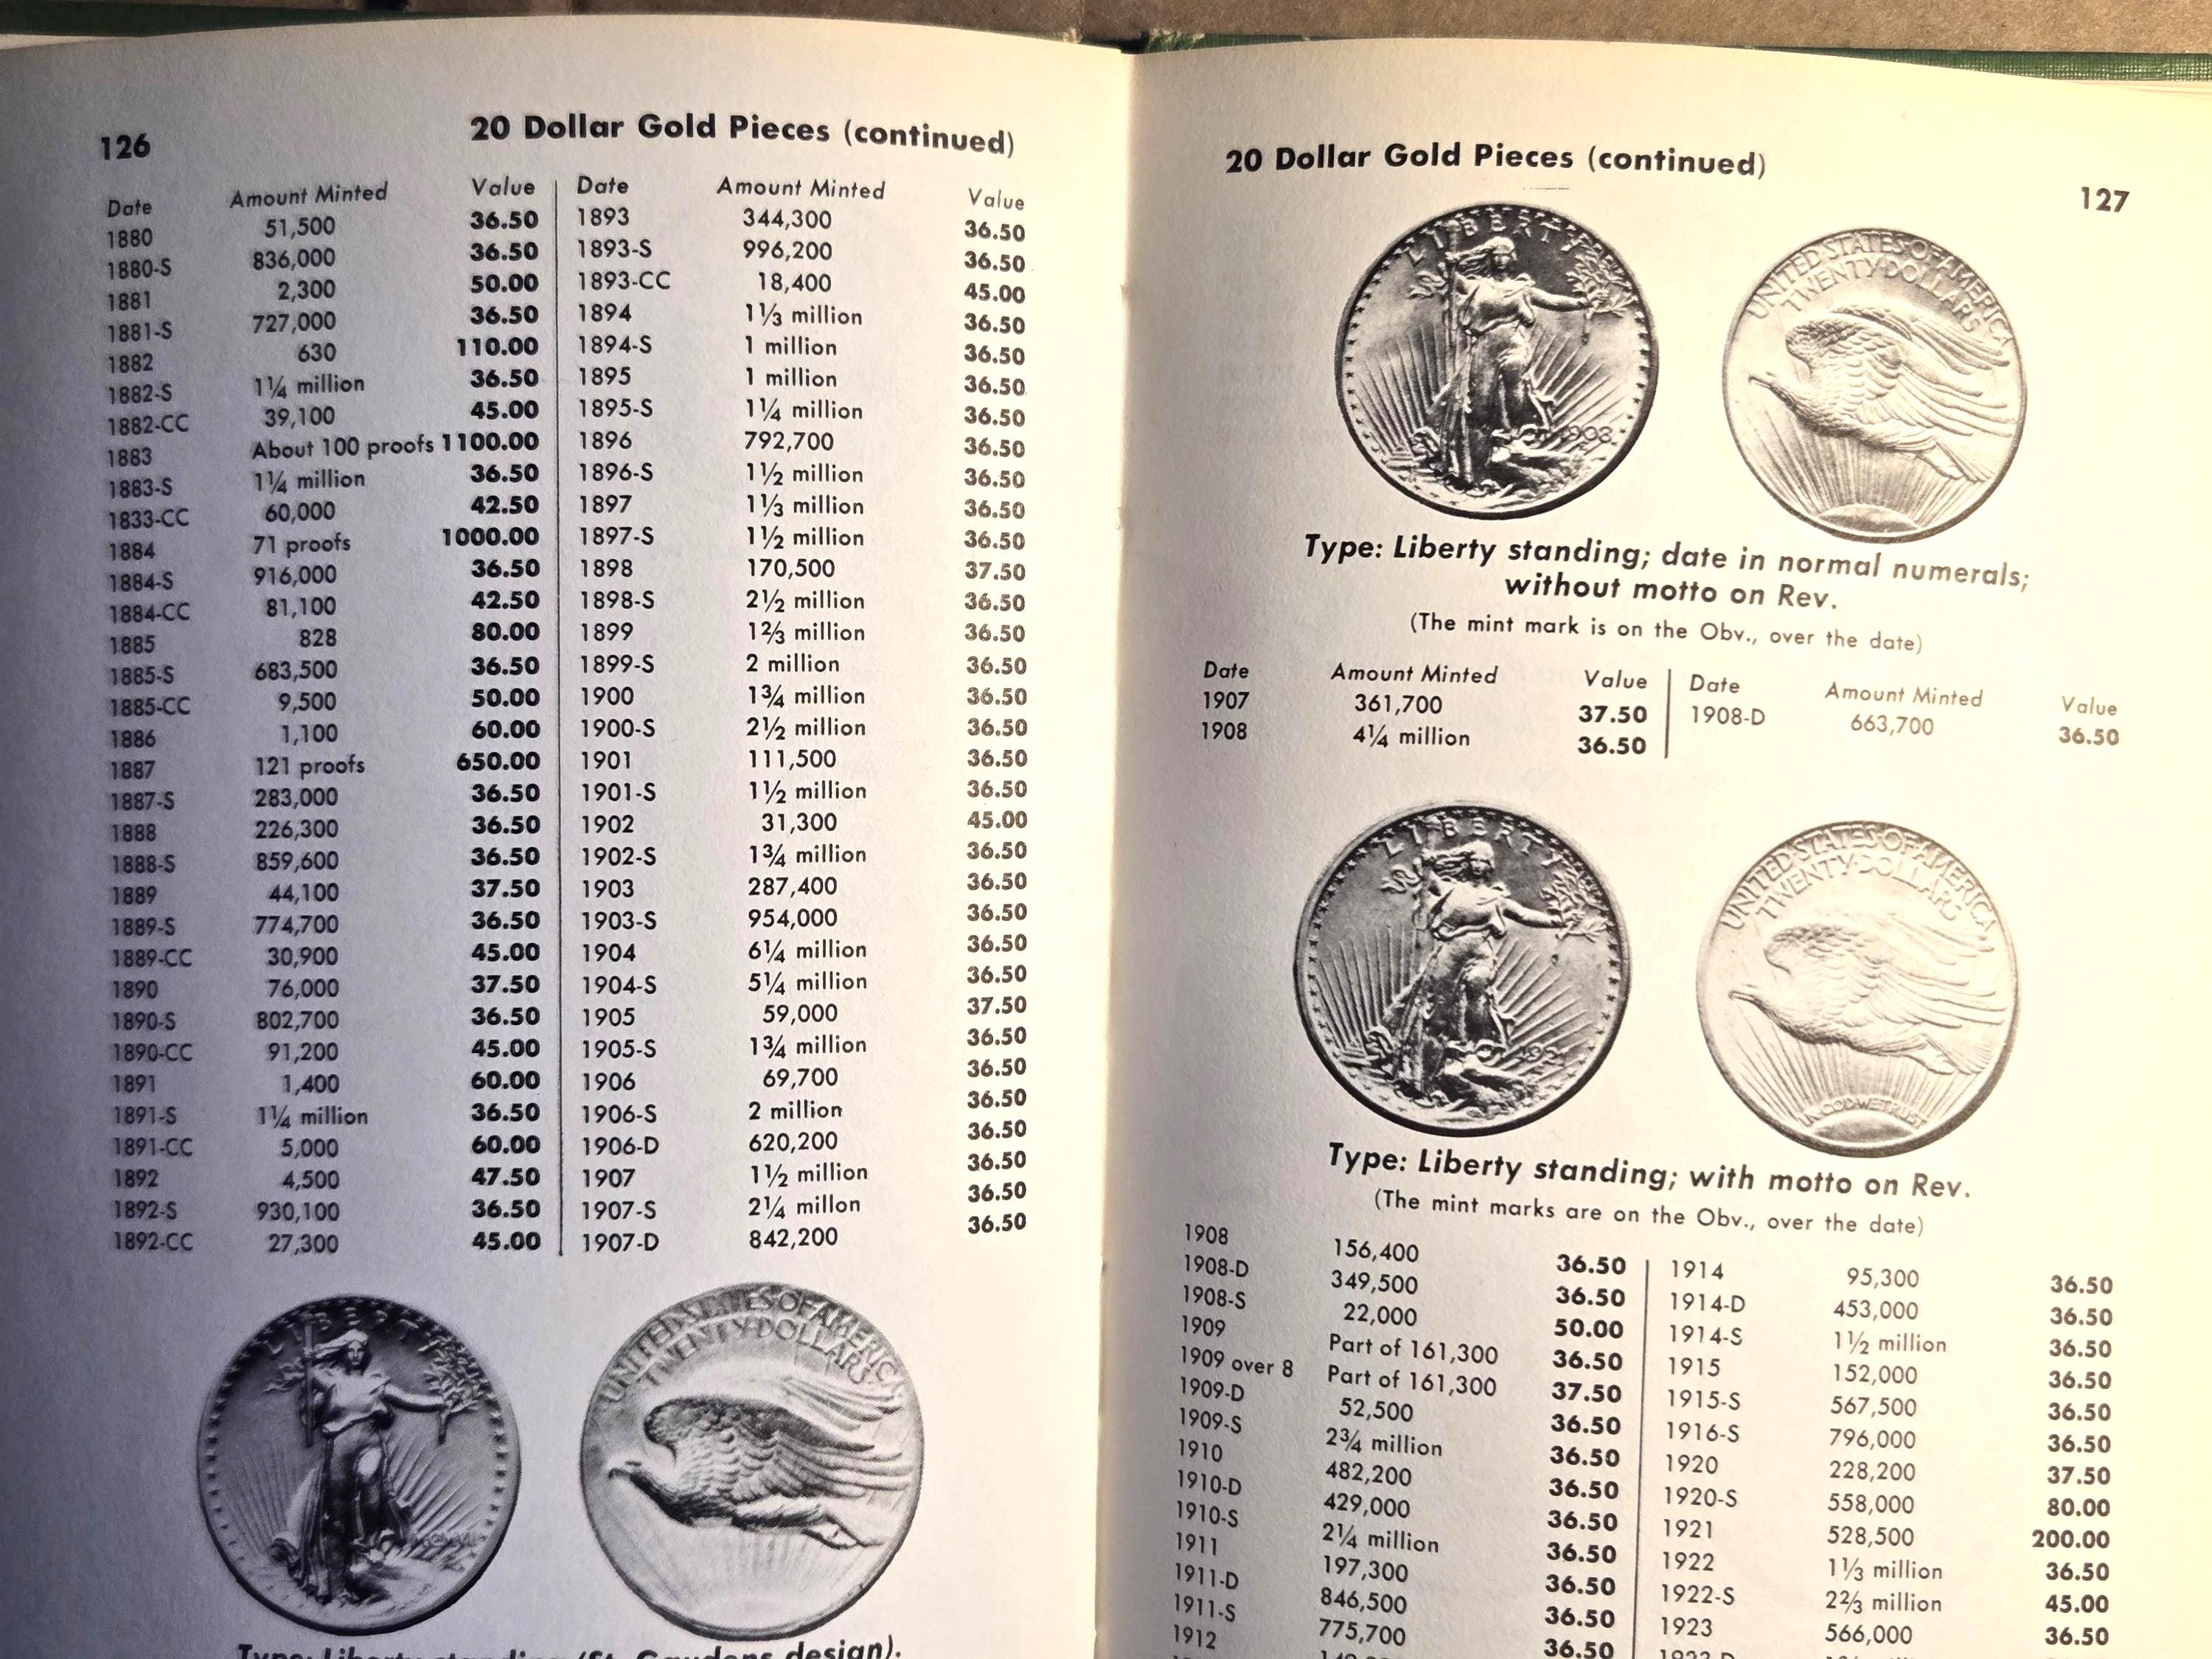 126
20 Dollar Gold Pieces (continued)
Date Amount Minted Value
1880 51,500 36.50
1880-S 836,000 36.50
1881 2,300 50.00
1881-S 727,000 36.50
1882 630 110.00
1882-S 1¼ million 36.50
1882-CC 39,100 45.00
1883 About 100 proofs 1100.00
1883-S 1¼ million 36.50
1833-CC 60,000 42.50
1884 71 proofs 1000.00
1884-S 916,000 36.50
1884-CC 81,100 42.50
1885 828 80.00
1885-S 683,500 36.50
1885-CC 9,500 50.00
1886 1,100 60.00
1887 121 proofs 650.00
1887-S 283,000 36.50
1888 226,300 36.50
1888-S 859,600 36.50
1889 44,100 37.50
1889-S 774,700 36.50
1889-CC 30,900 45.00
1890 76,000 37.50
1890-S 802,700 36.50
1890-CC 91,200 45.00
1891 1,400 60.00
1891-S 1¼ million 36.50
1891-CC 5,000 60.00
1892 4,500 47.50
1892-S 930,100 36.50
1892-CC 27,300 45.00
Date Amount Minted Value
1893 344,300 36.50
1893-S 996,200 36.50
1893-CC 18,400 45.00
1894 1⅓ million 36.50
1894-S 1 million 36.50
1895 1 million 36.50
1895-S 1¼ million 36.50
1896 792,700 36.50
1896-S 1½ million 36.50
1897 1⅓ million 36.50
1897-S 1½ million 36.50
1898 170,500 37.50
1898-S 2½ million 36.50
1899 1⅔ million 36.50
1899-S 2 million 36.50
1900 1¾ million 36.50
1900-S 2½ million 36.50
1901 111,500 36.50
1901-S 1½ million 36.50
1902 31,300 45.00
1902-S 1¾ million 36.50
1903 287,400 36.50
1903-S 954,000 36.50
1904 6¼ million 36.50
1904-S 5¼ million 36.50
1905 59,000 37.50
1905-S 1¾ million 36.50
1906 69,700 36.50
1906-S 2 million 36.50
1906-D 620,200 36.50
1907 1½ million 36.50
1907-S 2¼ millon 36.50
1907-D 842,200 36.50
LIBERTY
UNITED·STATES·OF·AMERICA
TWENTY·DOLLARS
Type: Liberty standing (St. Gaudens design).
20 Dollar Gold Pieces (continued)
127
LIBERTY
1908
UNITED·STATES·OF·AMERICA
TWENTY·DOLLARS
Type: Liberty standing; date in normal numerals;
without motto on Rev.
(The mint mark is on the Obv., over the date)
Date Amount Minted Value
1907 361,700 37.50
1908 4¼ million 36.50
Date Amount Minted Value
1908-D 663,700 36.50
LIBERTY
UNITED·STATES·OF·AMERICA
TWENTY·DOLLARS
IN·GOD·WE·TRUST
Type: Liberty standing; with motto on Rev.
(The mint marks are on the Obv., over the date)
1908 156,400 36.50
1908-D 349,500 36.50
1908-S 22,000 50.00
1909 Part of 161,300 36.50
1909 over 8 Part of 161,300 37.50
1909-D 52,500 36.50
1909-S 2¾ million 36.50
1910 482,200 36.50
1910-D 429,000 36.50
1910-S 2¼ million 36.50
1911 197,300 36.50
1911-D 846,500 36.50
1911-S 775,700 36.50
1912
1914 95,300 36.50
1914-D 453,000 36.50
1914-S 1½ million 36.50
1915 152,000 36.50
1915-S 567,500 36.50
1916-S 796,000 36.50
1920 228,200 37.50
1920-S 558,000 80.00
1921 528,500 200.00
1922 1⅓ million 36.50
1922-S 2⅔ million 45.00
1923 566,000 36.50